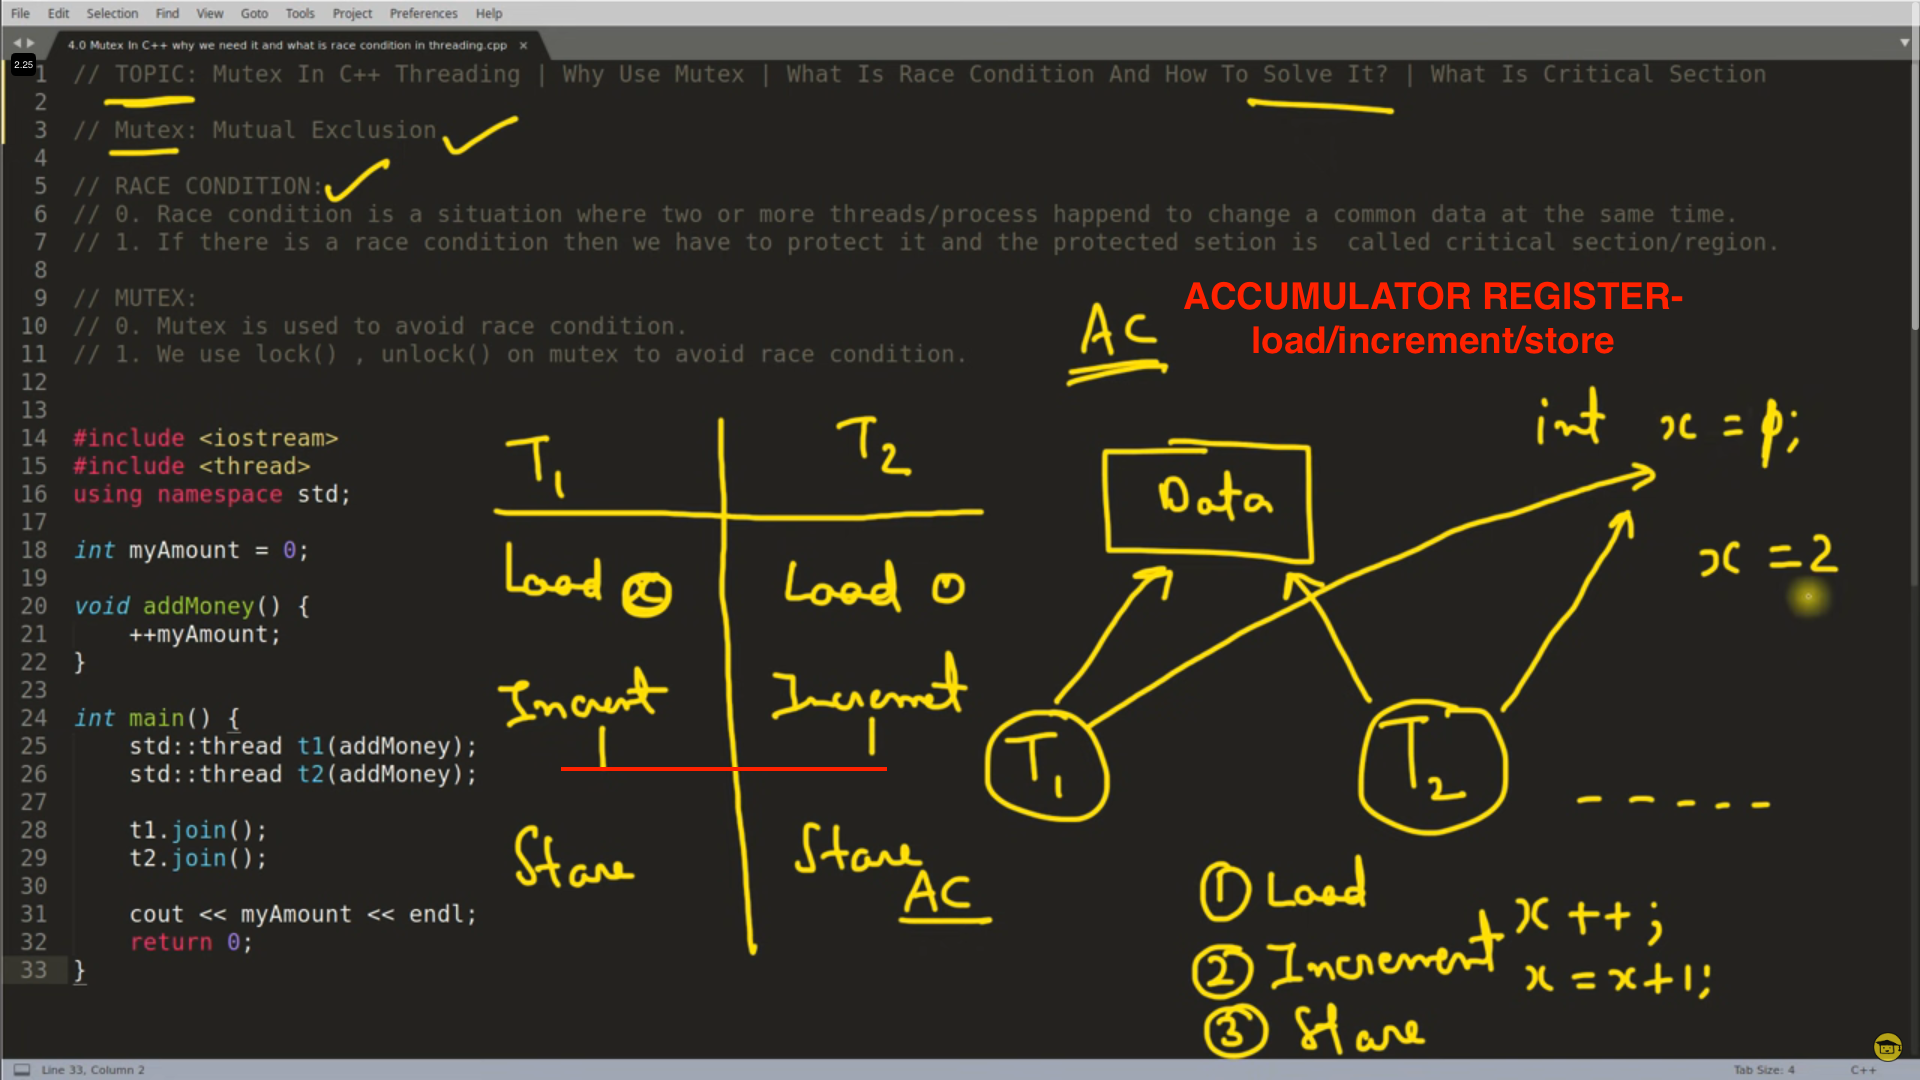 File Edit Selection Find View Goto Tools Project Preferences Help
4.0 Mutex In C++ why we need it and what is race condition in threading.cpp ×
2.25
1 // TOPIC: Mutex In C++ Threading | Why Use Mutex | What Is Race Condition And How To Solve It? | What Is Critical Section
2
3 // Mutex: Mutual Exclusion
4
5 // RACE CONDITION:
6 // 0. Race condition is a situation where two or more threads/process happend to change a common data at the same time.
7 // 1. If there is a race condition then we have to protect it and the protected setion is  called critical section/region.
8
9 // MUTEX:
10 // 0. Mutex is used to avoid race condition.
11 // 1. We use lock() , unlock() on mutex to avoid race condition.
12
13
14 #include <iostream>
15 #include <thread>
16 using namespace std;
17
18 int myAmount = 0;
19
20 void addMoney() {
21     ++myAmount;
22 }
23
24 int main() {
25     std::thread t1(addMoney);
26     std::thread t2(addMoney);
27
28     t1.join();
29     t2.join();
30
31     cout << myAmount << endl;
32     return 0;
33 }
AC
ACCUMULATOR REGISTER-
load/increment/store
T1 T2
Load Load 0
Increment
1 1
Store Store
AC
Data
int x =
x = 2
T1 T2
- - - - -
① Load
② Increment
③ Store
x++;
x = x+1;
Line 33, Column 2
Tab Size: 4 C++